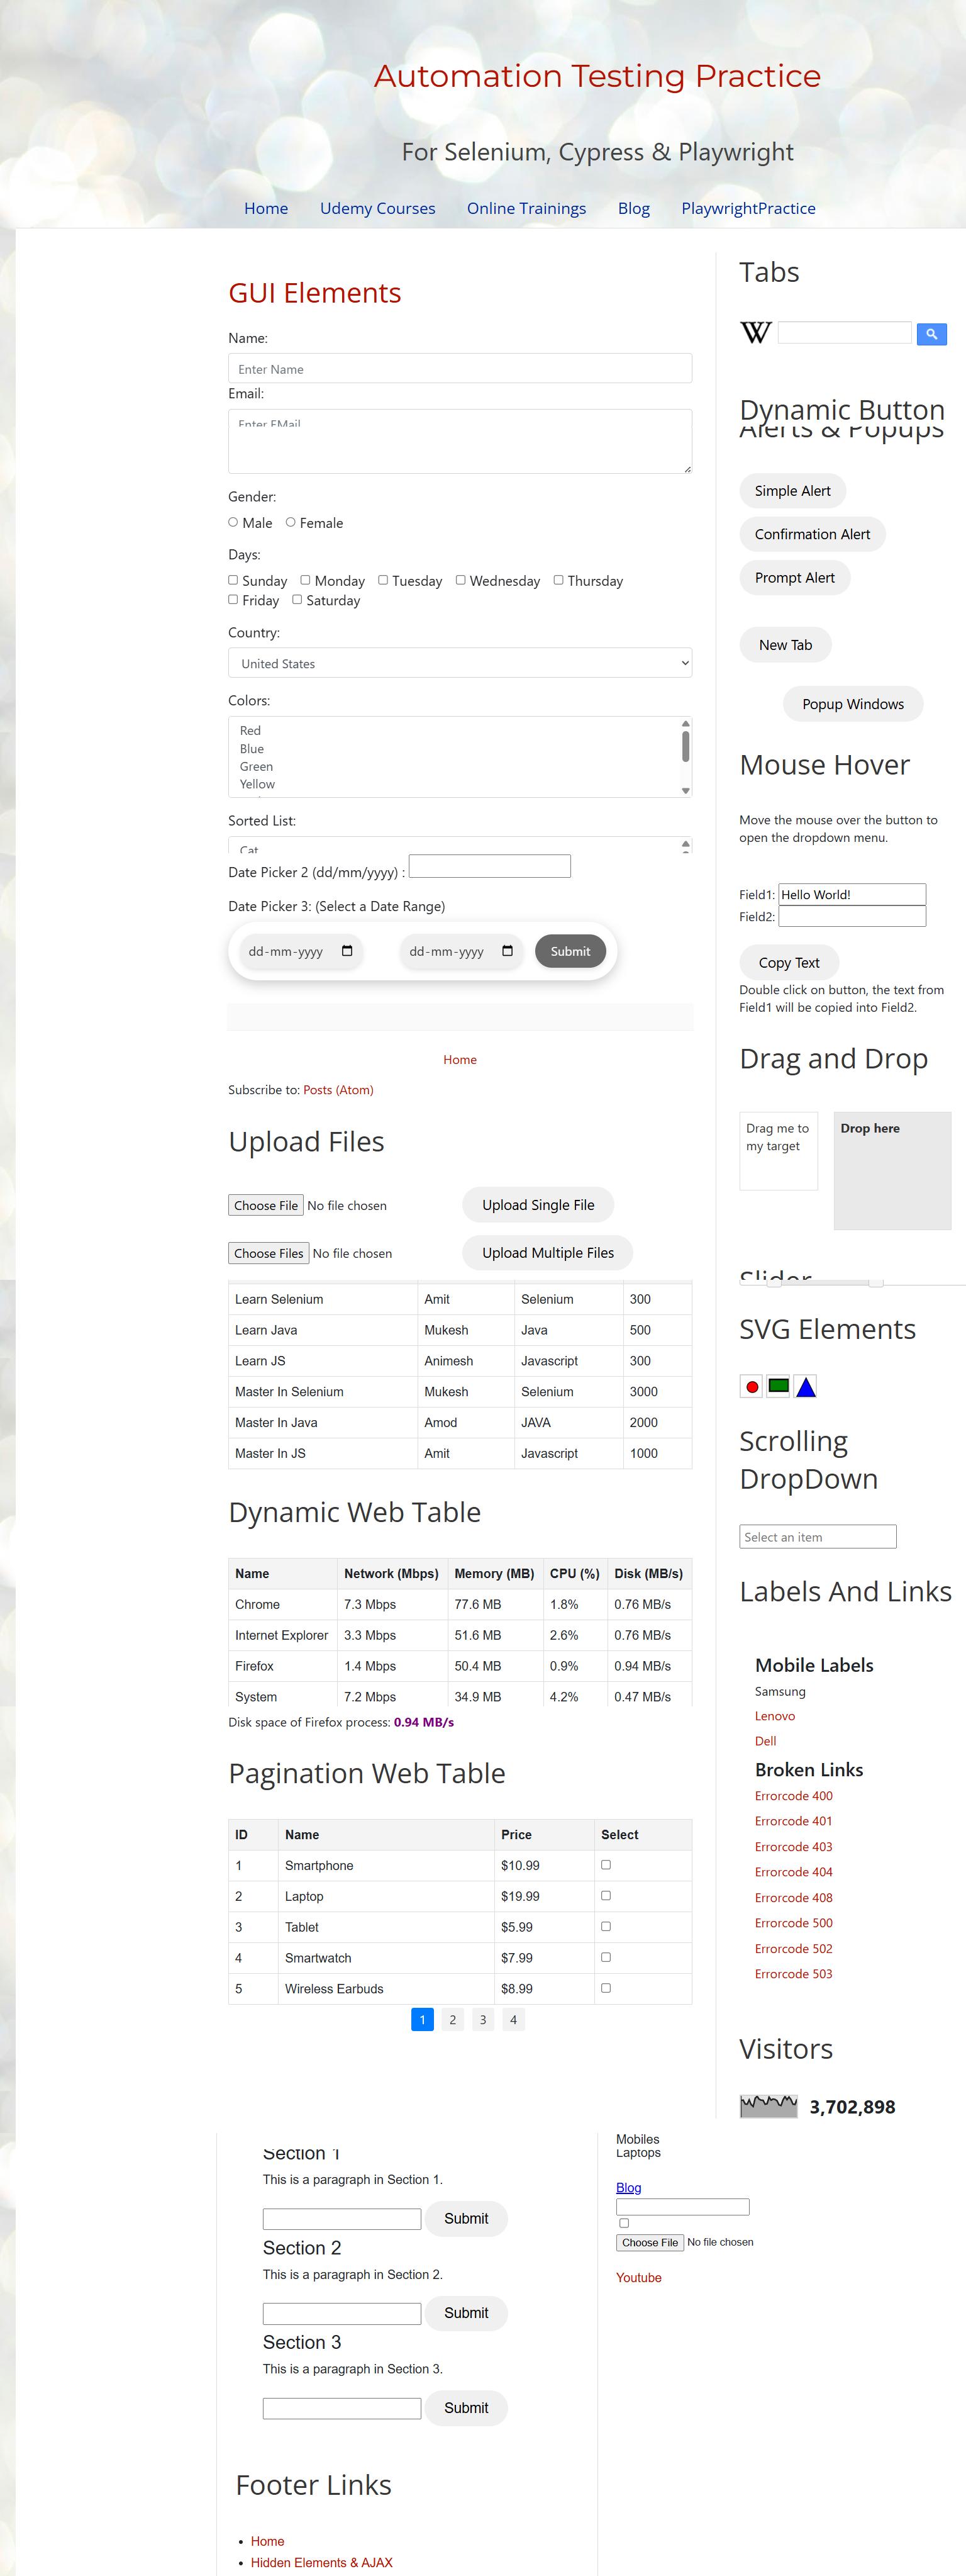 Automation Testing Practice
For Selenium, Cypress & Playwright
Home Udemy Courses Online Trainings Blog PlaywrightPractice
GUI Elements
Name:
Enter Name
Email:
Enter EMail
Gender:
Male Female
Days:
Sunday Monday Tuesday Wednesday Thursday
Friday Saturday
Country:
United States
Colors:
Red
Blue
Green
Yellow
Sorted List:
Cat
Date Picker 2 (dd/mm/yyyy) :
Date Picker 3: (Select a Date Range)
dd-mm-yyyy dd-mm-yyyy Submit
Home
Subscribe to: Posts (Atom)
Upload Files
Choose File No file chosen Upload Single File
Choose Files No file chosen Upload Multiple Files
Learn Selenium Amit Selenium 300
Learn Java Mukesh Java 500
Learn JS Animesh Javascript 300
Master In Selenium Mukesh Selenium 3000
Master In Java Amod JAVA 2000
Master In JS Amit Javascript 1000
Dynamic Web Table
Name Network (Mbps) Memory (MB) CPU (%) Disk (MB/s)
Chrome 7.3 Mbps 77.6 MB 1.8% 0.76 MB/s
Internet Explorer 3.3 Mbps 51.6 MB 2.6% 0.76 MB/s
Firefox 1.4 Mbps 50.4 MB 0.9% 0.94 MB/s
System 7.2 Mbps 34.9 MB 4.2% 0.47 MB/s
Disk space of Firefox process: 0.94 MB/s
Pagination Web Table
ID Name Price Select
1 Smartphone $10.99
2 Laptop $19.99
3 Tablet $5.99
4 Smartwatch $7.99
5 Wireless Earbuds $8.99
1 2 3 4
Tabs
Dynamic Button
Alerts & Popups
Simple Alert
Confirmation Alert
Prompt Alert
New Tab
Popup Windows
Mouse Hover
Move the mouse over the button to
open the dropdown menu.
Field1: Hello World!
Field2:
Copy Text
Double click on button, the text from
Field1 will be copied into Field2.
Drag and Drop
Drag me to
my target
Drop here
Slider
SVG Elements
Scrolling
DropDown
Select an item
Labels And Links
Mobile Labels
Samsung
Lenovo
Dell
Broken Links
Errorcode 400
Errorcode 401
Errorcode 403
Errorcode 404
Errorcode 408
Errorcode 500
Errorcode 502
Errorcode 503
Visitors
3,702,898
Section 1
This is a paragraph in Section 1.
Submit
Section 2
This is a paragraph in Section 2.
Submit
Section 3
This is a paragraph in Section 3.
Submit
Footer Links
Home
Hidden Elements & AJAX
Mobiles
Laptops
Blog
Choose File No file chosen
Youtube